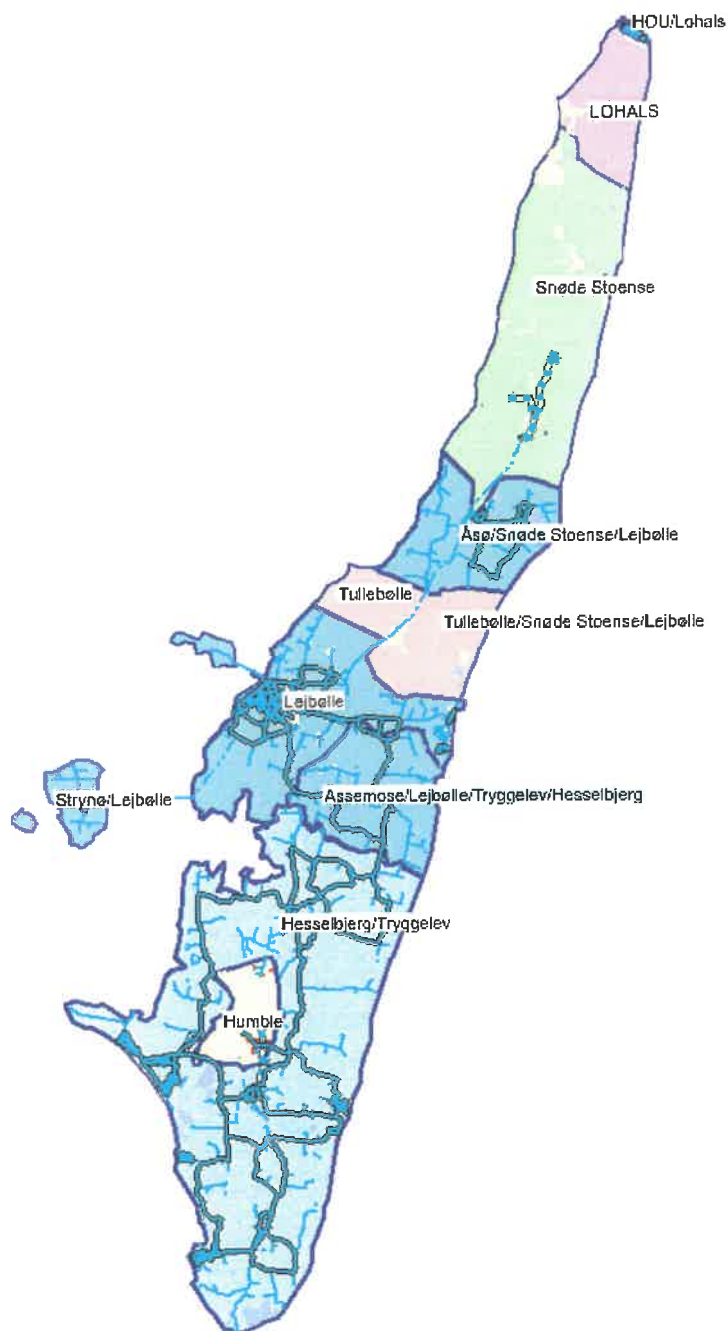 HOU/Lohals
LOHALS
Snøde Stoense
Åsø/Snøde Stoense/Lejbølle
Tullebølle
Tullebølle/Snøde Stoense/Lejbølle
Lejbølle
Strynø/Lejbølle
Assemose/Lejbølle/Tryggelev/Hesselbjerg
Hesselbjerg/Tryggelev
Humble